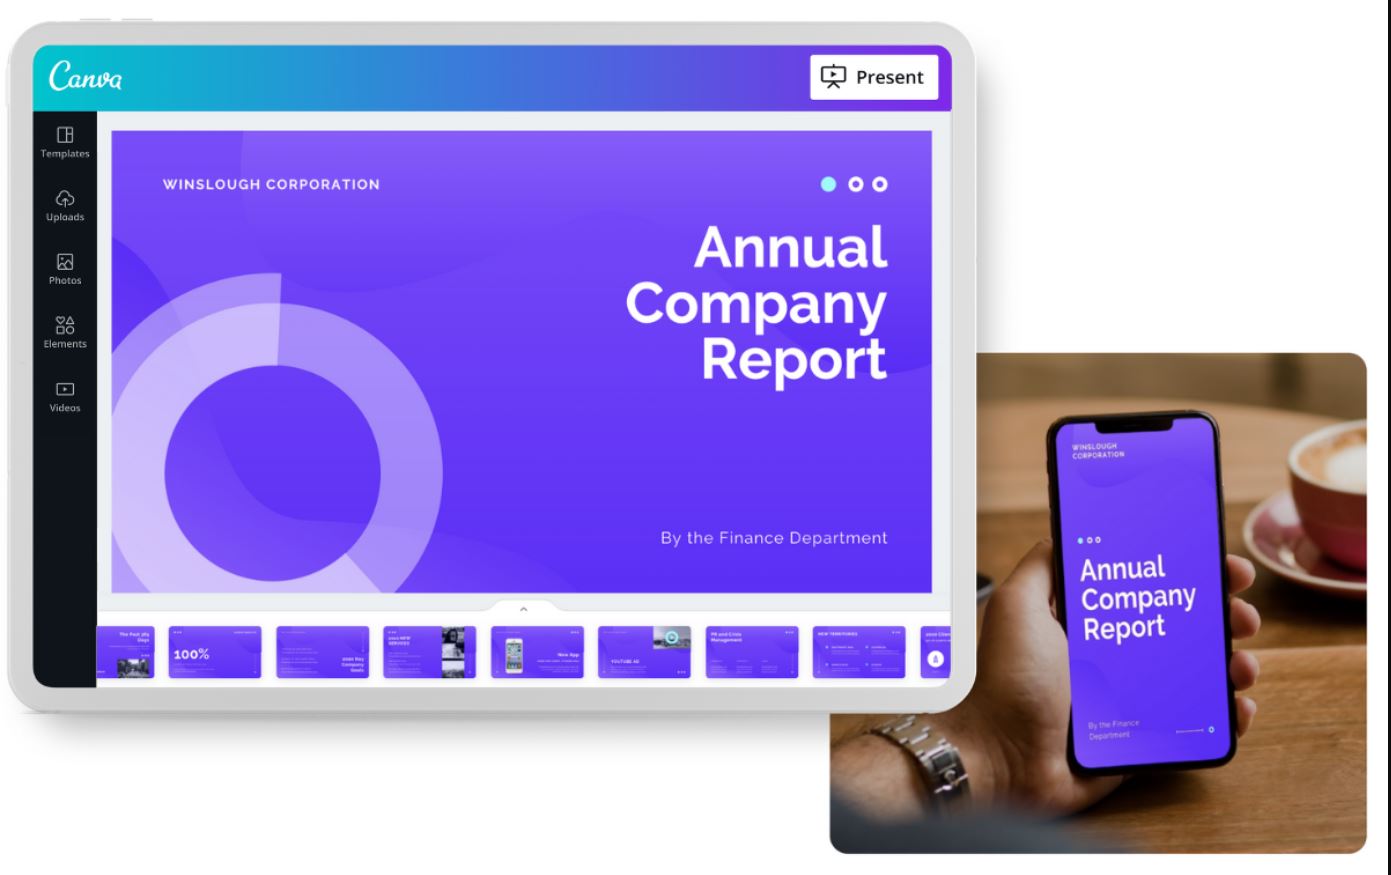 Canva
Present
Templates
Uploads
Photos
Elements
Videos
WINSLOUGH CORPORATION
Annual
Company
Report
By the Finance Department
The Past 365
Days
100%
2020 Key
Company
Goals
2020 NEW
SERVICES
New App
YOUTUBE AD
PR and Crisis
Management
NEW TERRITORIES
WINSLOUGH
CORPORATION
Annual
Company
Report
By the Finance
Department